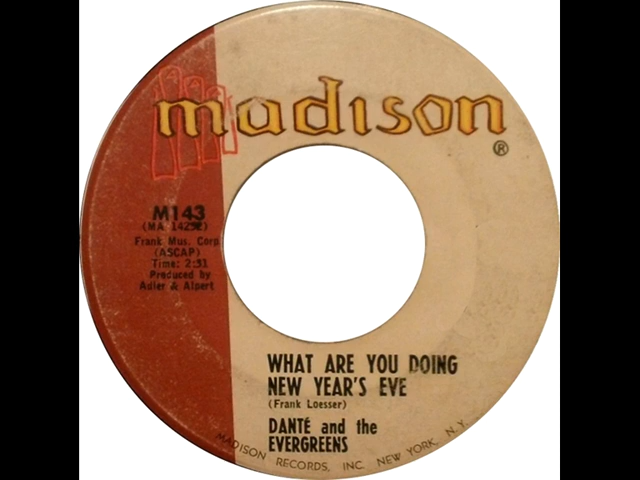 madison
®
M143
(MA 14252)
Frank Mus. Corp
(ASCAP)
Time: 2:31
Produced by
Adler & Alpert
WHAT ARE YOU DOING
NEW YEAR'S EVE
(Frank Loesser)
DANTÉ and the
EVERGREENS
MADISON RECORDS, INC. NEW YORK, N. Y.